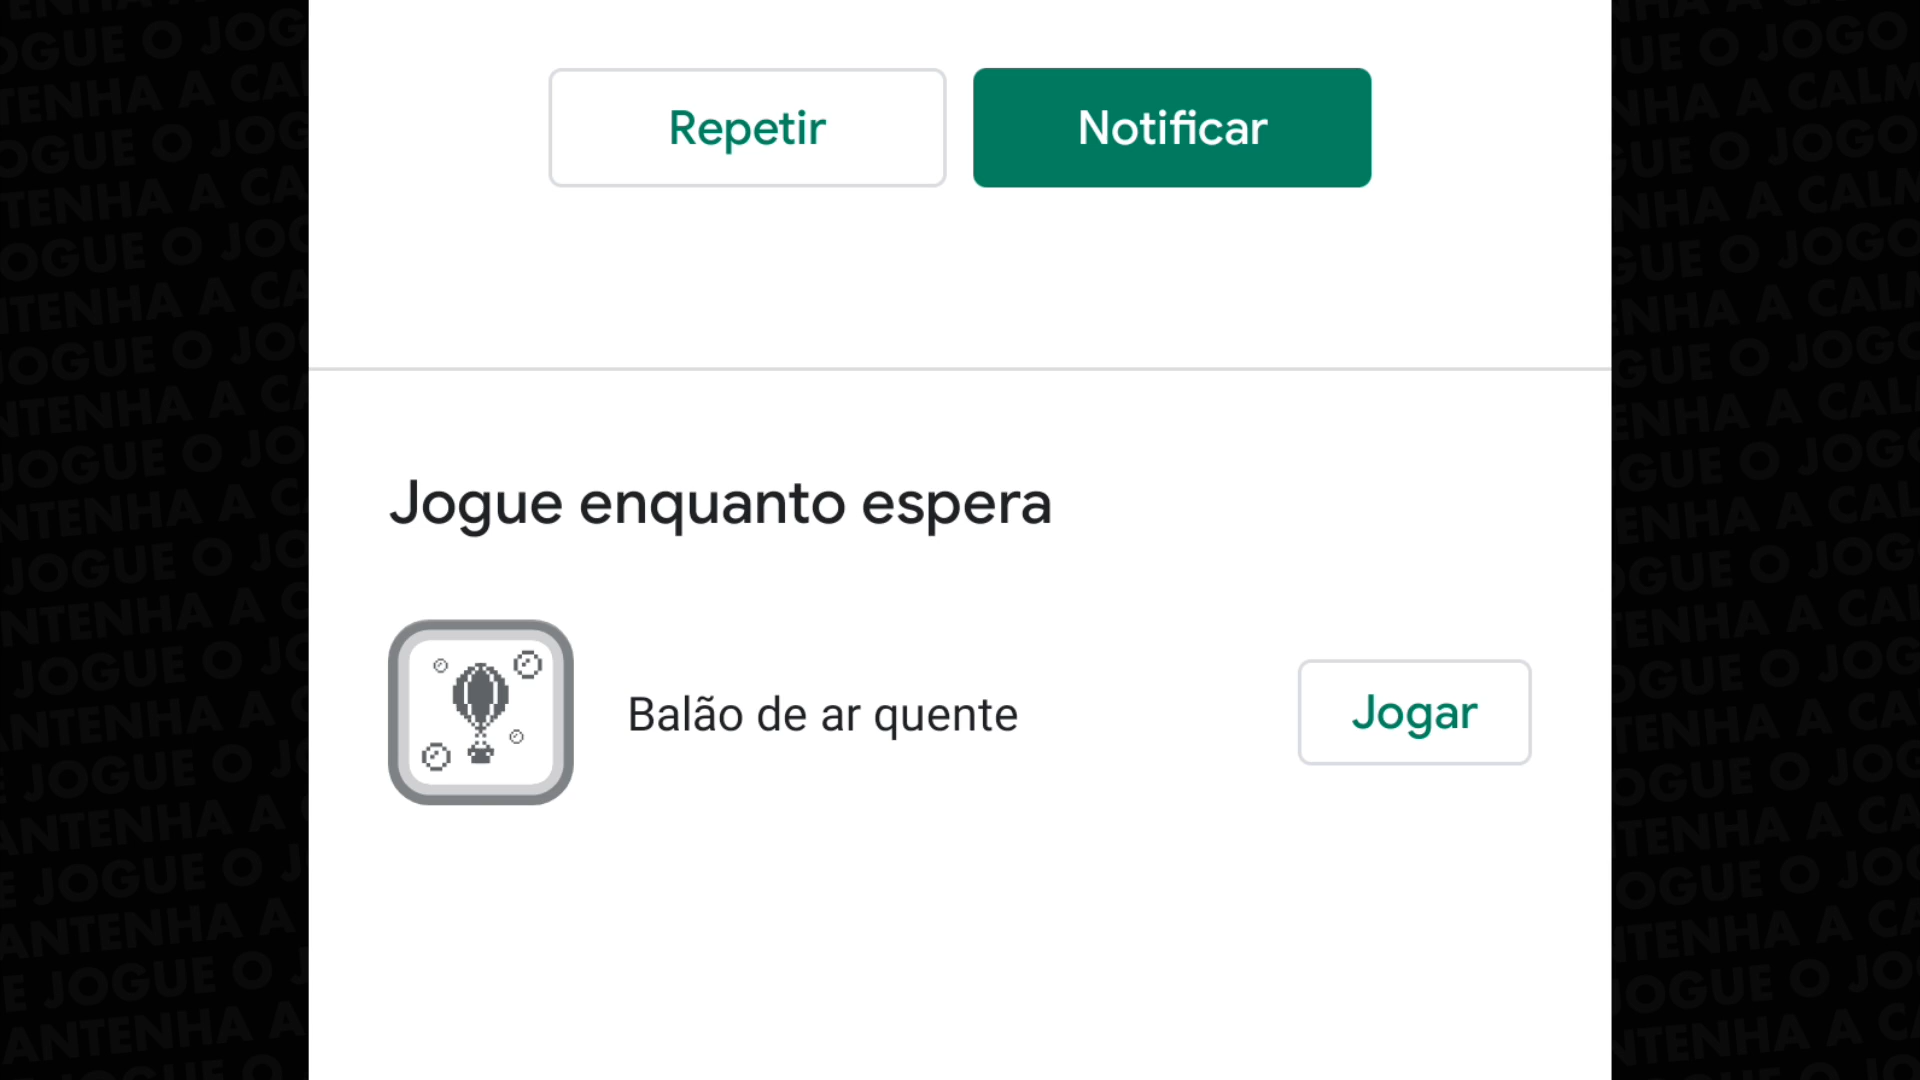 Repetir
Notificar
Jogue enquanto espera
Balão de ar quente
Jogar